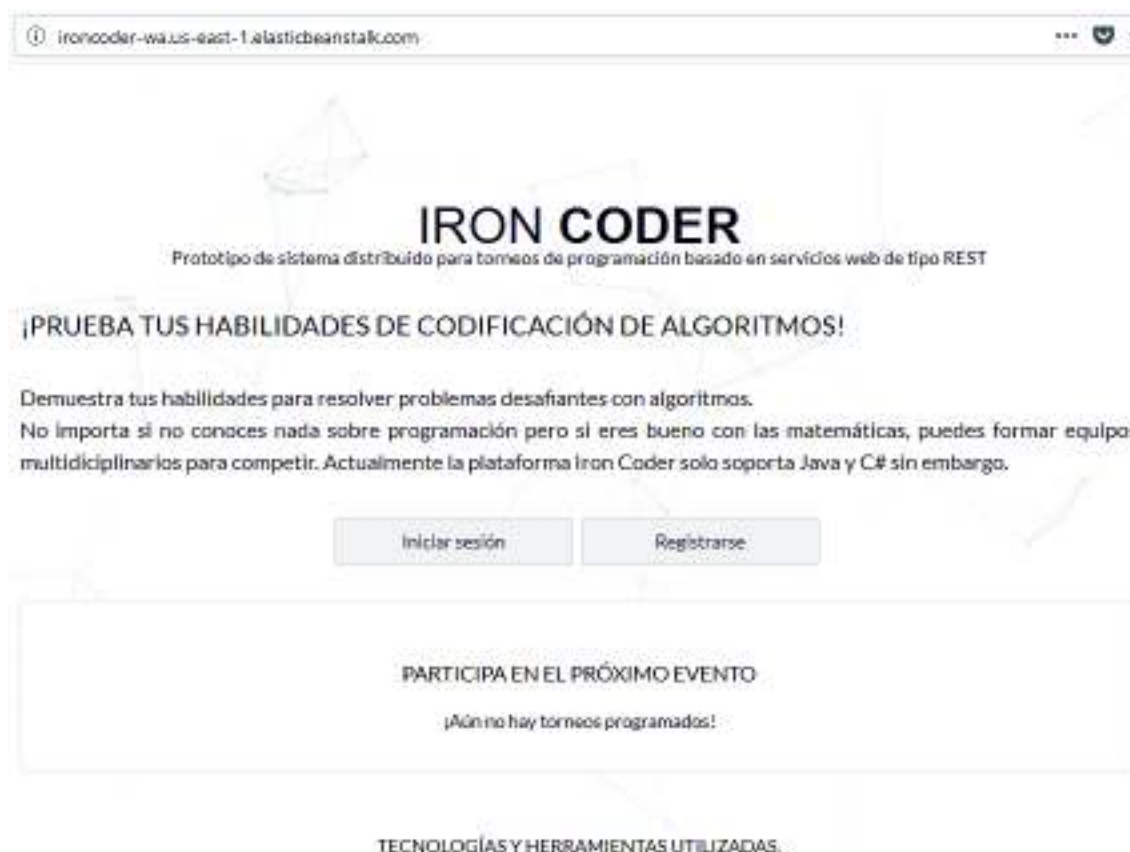 ironcoder-wa.us-east-1.elasticbeanstalk.com
IRON CODER
Prototipo de sistema distribuido para torneos de programación basado en servicios web de tipo REST
¡PRUEBA TUS HABILIDADES DE CODIFICACIÓN DE ALGORITMOS!
Demuestra tus habilidades para resolver problemas desafiantes con algoritmos.
No importa si no conoces nada sobre programación pero si eres bueno con las matemáticas, puedes formar equipo
multidiciplinarios para competir. Actualmente la plataforma Iron Coder solo soporta Java y C# sin embargo.
Iniciar sesión
Registrarse
PARTICIPA EN EL PRÓXIMO EVENTO
¡Aún no hay torneos programados!
TECNOLOGÍAS Y HERRAMIENTAS UTILIZADAS.